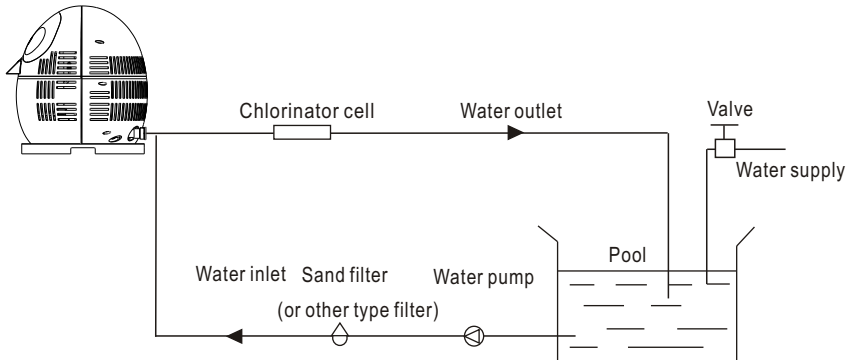 Chlorinator cell
Water outlet
Valve
Water supply
Pool
Water inlet
Sand filter
(or other type filter)
Water pump